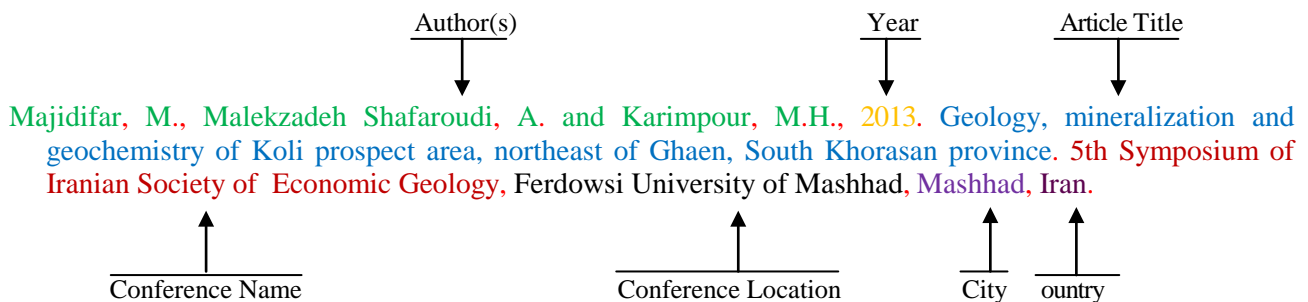 Author(s) Year Article Title
Majidifar, M., Malekzadeh Shafaroudi, A. and Karimpour, M.H., 2013. Geology, mineralization and
geochemistry of Koli prospect area, northeast of Ghaen, South Khorasan province. 5th Symposium of
Iranian Society of Economic Geology, Ferdowsi University of Mashhad, Mashhad, Iran.
Conference Name Conference Location City ountry